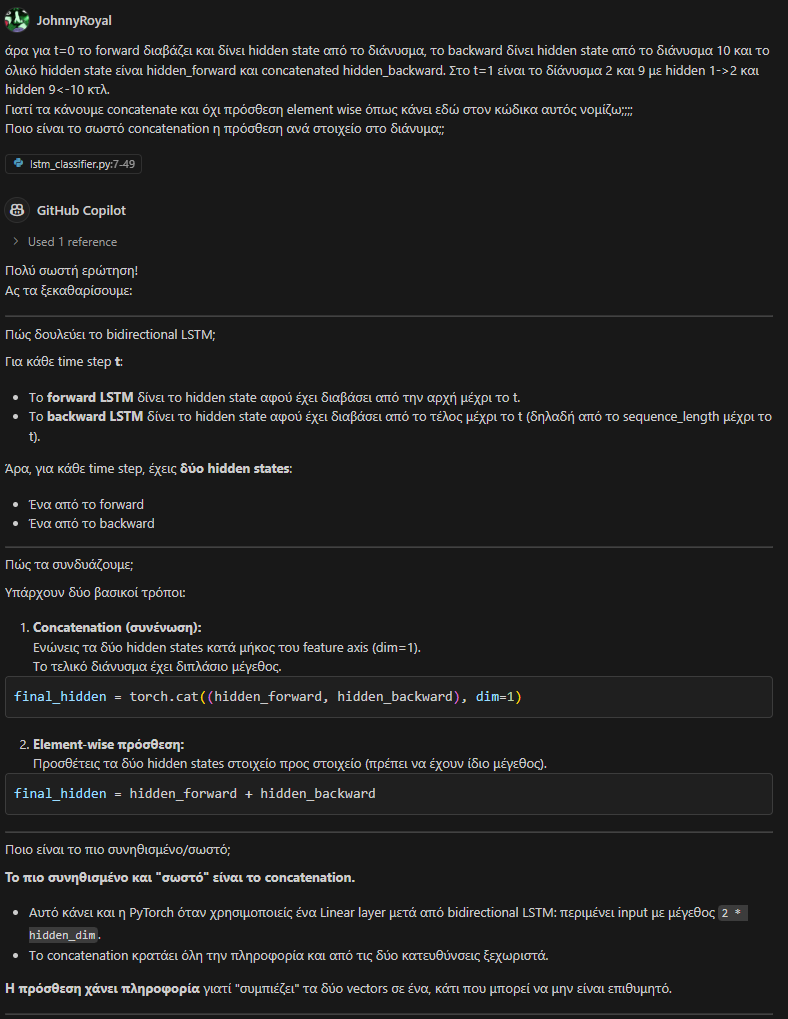 JohnnyRoyal
άρα για t=0 το forward διαβάζει και δίνει hidden state από το διάνυσμα, το backward δίνει hidden state από το διάνυσμα 10 και το
όλικό hidden state είναι hidden_forward και concatenated hidden_backward. Στο t=1 είναι το διάνυσμα 2 και 9 με hidden 1->2 και
hidden 9<-10 κτλ.
Γιατί τα κάνουμε concatenate και όχι πρόσθεση element wise όπως κάνει εδώ στον κώδικα αυτός νομίζω;;;;
Ποιο είναι το σωστό concatenation η πρόσθεση ανά στοιχείο στο διάνυμα;;
lstm_classifier.py:7-49
GitHub Copilot
Used 1 reference
Πολύ σωστή ερώτηση!
Ας τα ξεκαθαρίσουμε:
Πώς δουλεύει το bidirectional LSTM;
Για κάθε time step t:
• Το forward LSTM δίνει το hidden state αφού έχει διαβάσει από την αρχή μέχρι το t.
• Το backward LSTM δίνει το hidden state αφού έχει διαβάσει από το τέλος μέχρι το t (δηλαδή από το sequence_length μέχρι το
t).
Άρα, για κάθε time step, έχεις δύο hidden states:
• Ένα από το forward
• Ένα από το backward
Πώς τα συνδυάζουμε;
Υπάρχουν δύο βασικοί τρόποι:
1. Concatenation (συνένωση):
Ενώνεις τα δύο hidden states κατά μήκος του feature axis (dim=1).
Το τελικό διάνυσμα έχει διπλάσιο μέγεθος.
final_hidden = torch.cat((hidden_forward, hidden_backward), dim=1)
2. Element-wise πρόσθεση:
Προσθέτεις τα δύο hidden states στοιχείο προς στοιχείο (πρέπει να έχουν ίδιο μέγεθος).
final_hidden = hidden_forward + hidden_backward
Ποιο είναι το πιο συνηθισμένο/σωστό;
Το πιο συνηθισμένο και "σωστό" είναι το concatenation.
• Αυτό κάνει και η PyTorch όταν χρησιμοποιείς ένα Linear layer μετά από bidirectional LSTM: περιμένει input με μέγεθος 2 *
hidden_dim.
• Το concatenation κρατάει όλη την πληροφορία και από τις δύο κατευθύνσεις ξεχωριστά.
Η πρόσθεση χάνει πληροφορία γιατί "συμπιέζει" τα δύο vectors σε ένα, κάτι που μπορεί να μην είναι επιθυμητό.